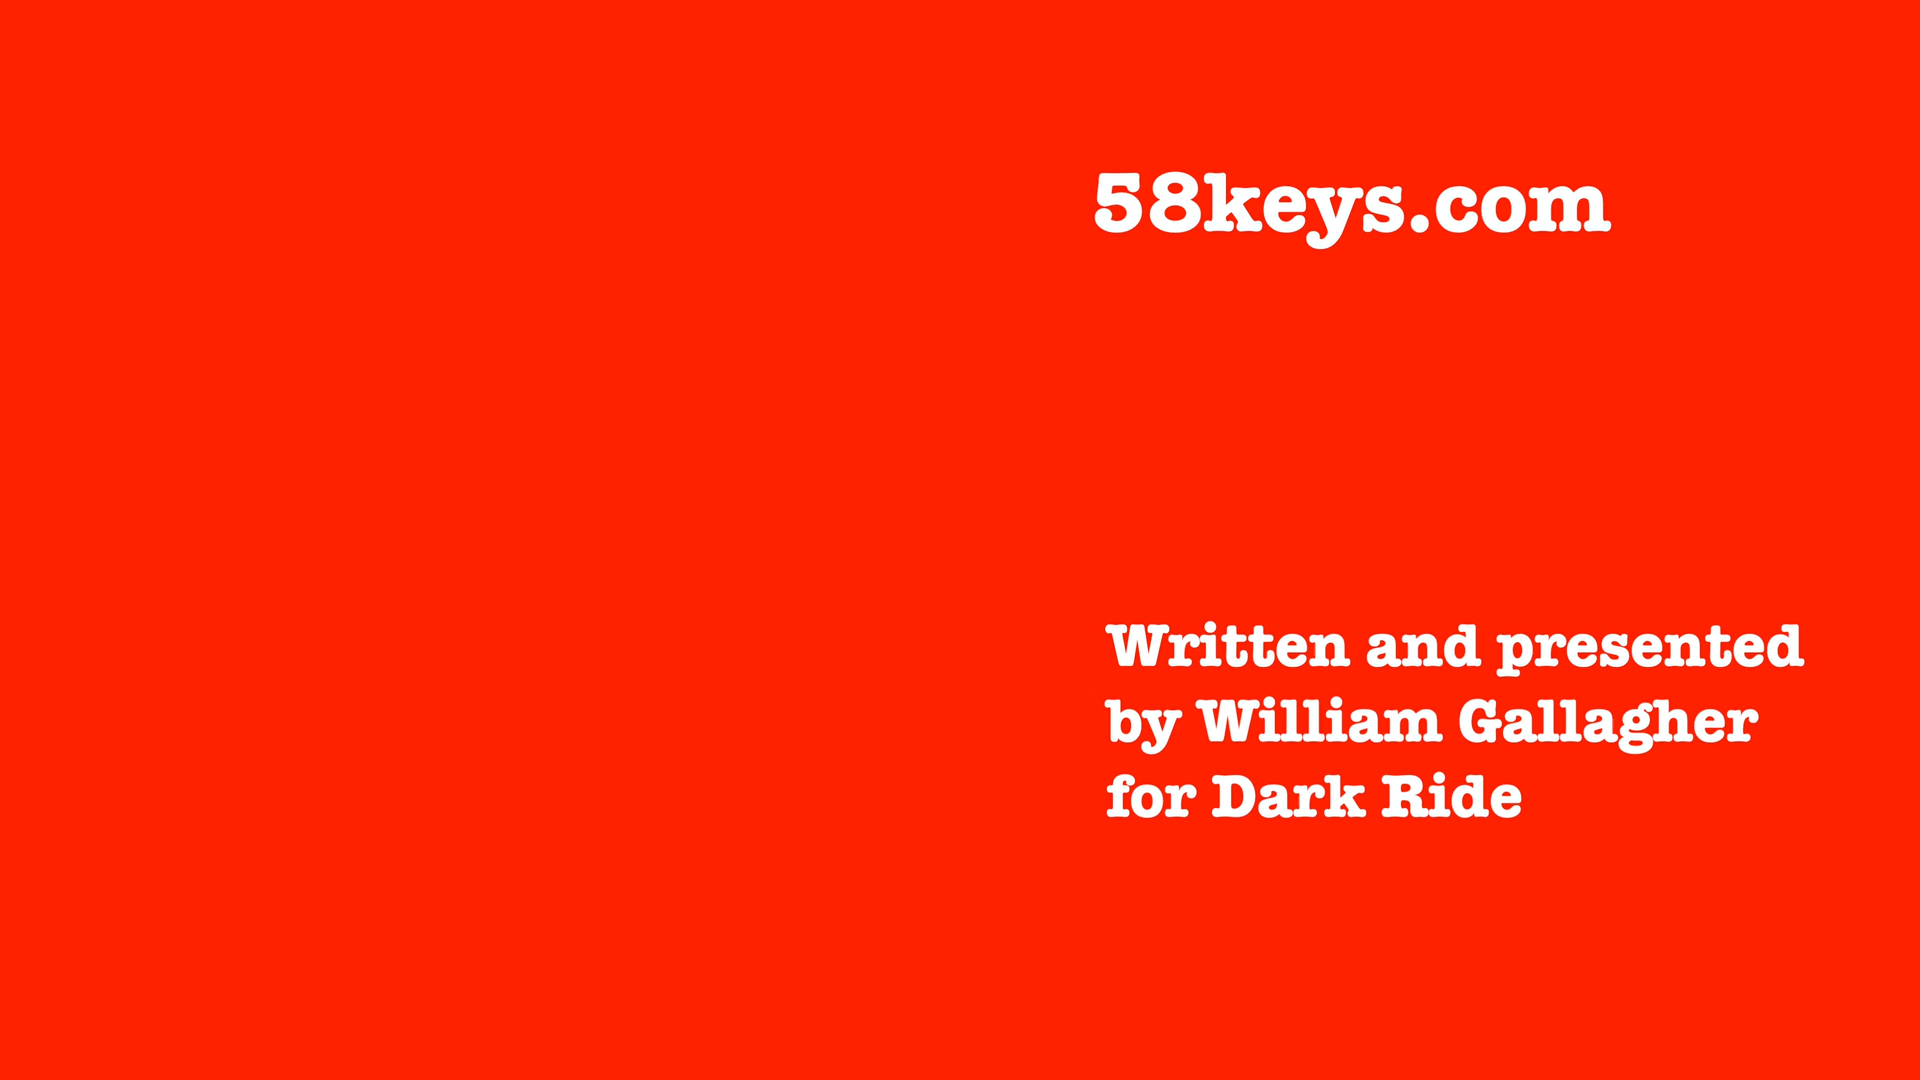 58keys.com
Written and presented
by William Gallagher
for Dark Ride